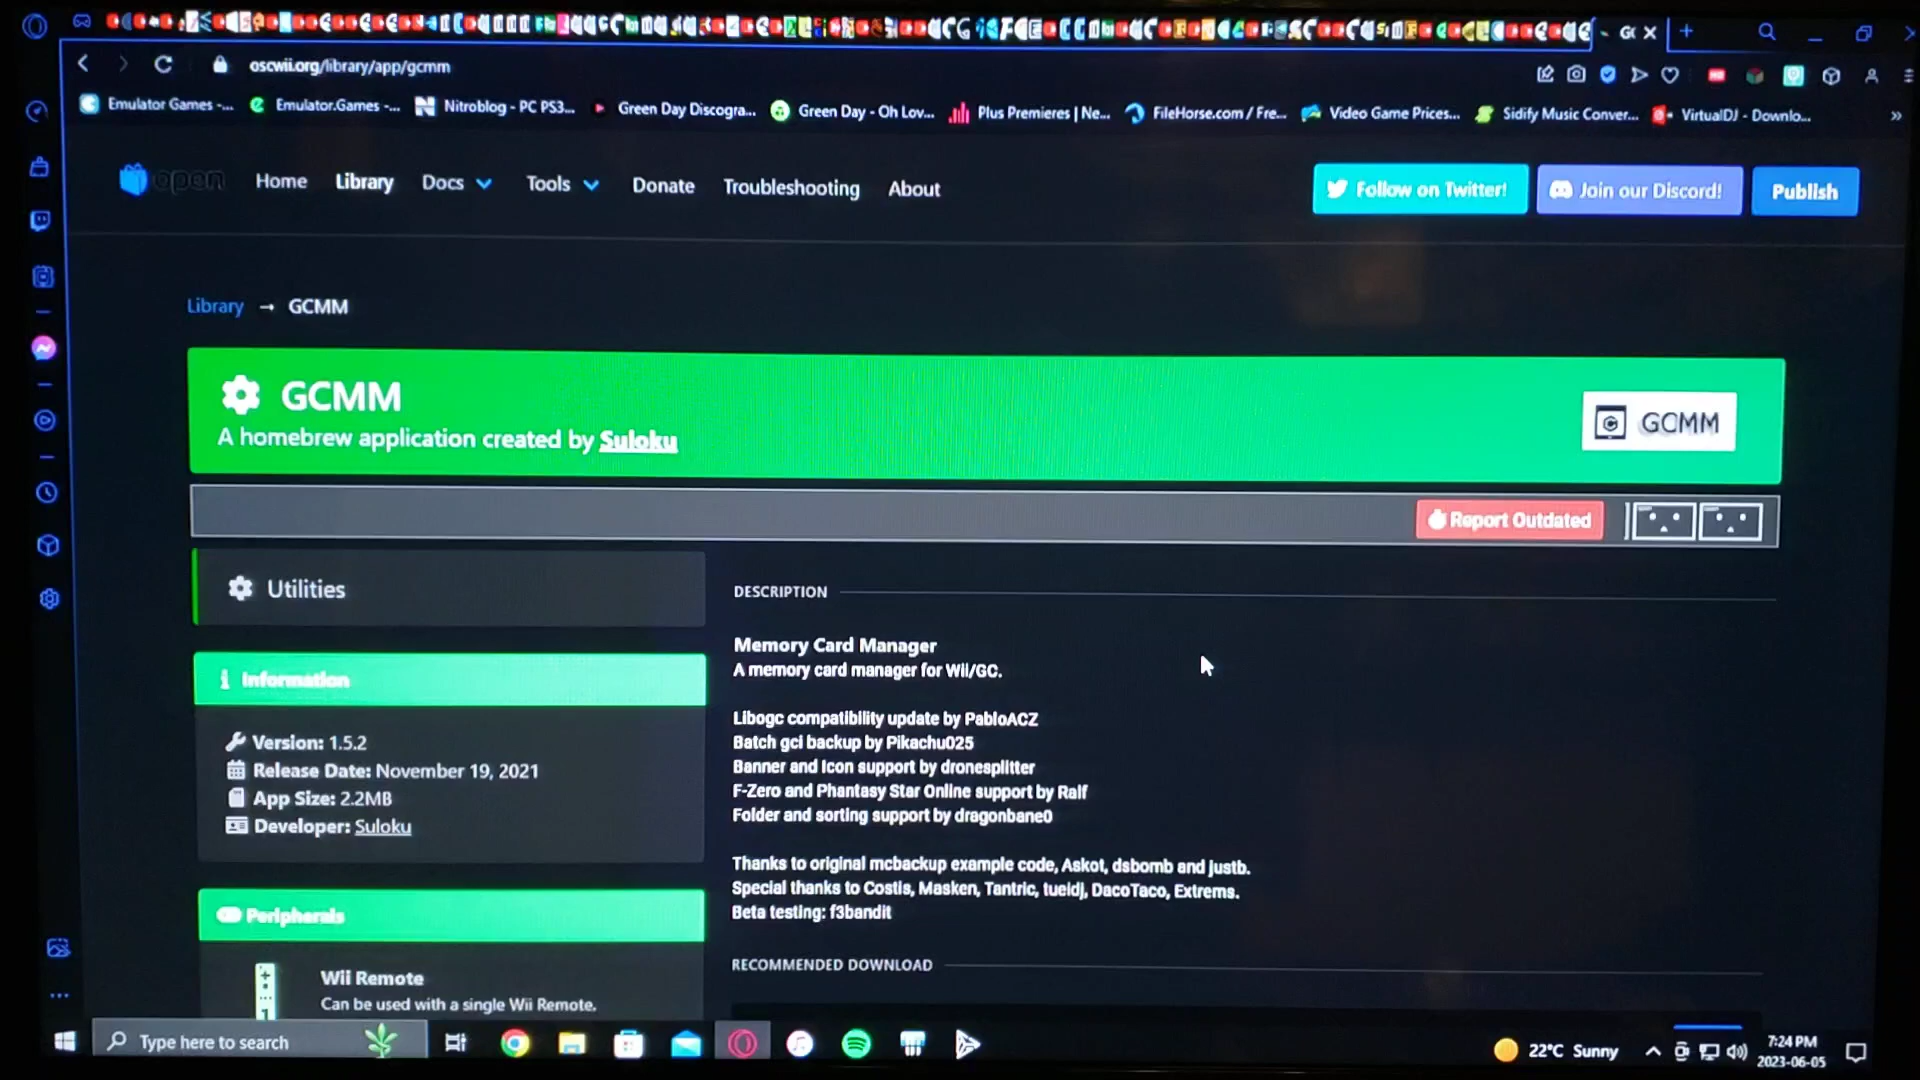 GC
oscwii.org/library/app/gcmm
Emulator Games -...
Emulator.Games -...
Nitroblog - PC PS3...
Green Day Discogra...
Green Day - Oh Lov...
Plus Premieres | Ne...
FileHorse.com / Fre...
Video Game Prices...
Sidify Music Conver...
VirtualDJ - Downlo...
»
open
Home
Library
Docs
Tools
Donate
Troubleshooting
About
Follow on Twitter!
Join our Discord!
Publish
Library → GCMM
GCMM
A homebrew application created by Suloku
GCMM
Report Outdated
Utilities
Information
Version: 1.5.2
Release Date: November 19, 2021
App Size: 2.2MB
Developer: Suloku
Peripherals
Wii Remote
Can be used with a single Wii Remote.
DESCRIPTION
Memory Card Manager
A memory card manager for Wii/GC.
Libogc compatibility update by PabloACZ
Batch gci backup by Pikachu025
Banner and Icon support by dronesplitter
F-Zero and Phantasy Star Online support by Ralf
Folder and sorting support by dragonbane0
Thanks to original mcbackup example code, Askot, dsbomb and justb.
Special thanks to Costis, Masken, Tantric, tueidj, DacoTaco, Extrems.
Beta testing: f3bandit
RECOMMENDED DOWNLOAD
Type here to search
22°C Sunny
7:24 PM
2023-06-05